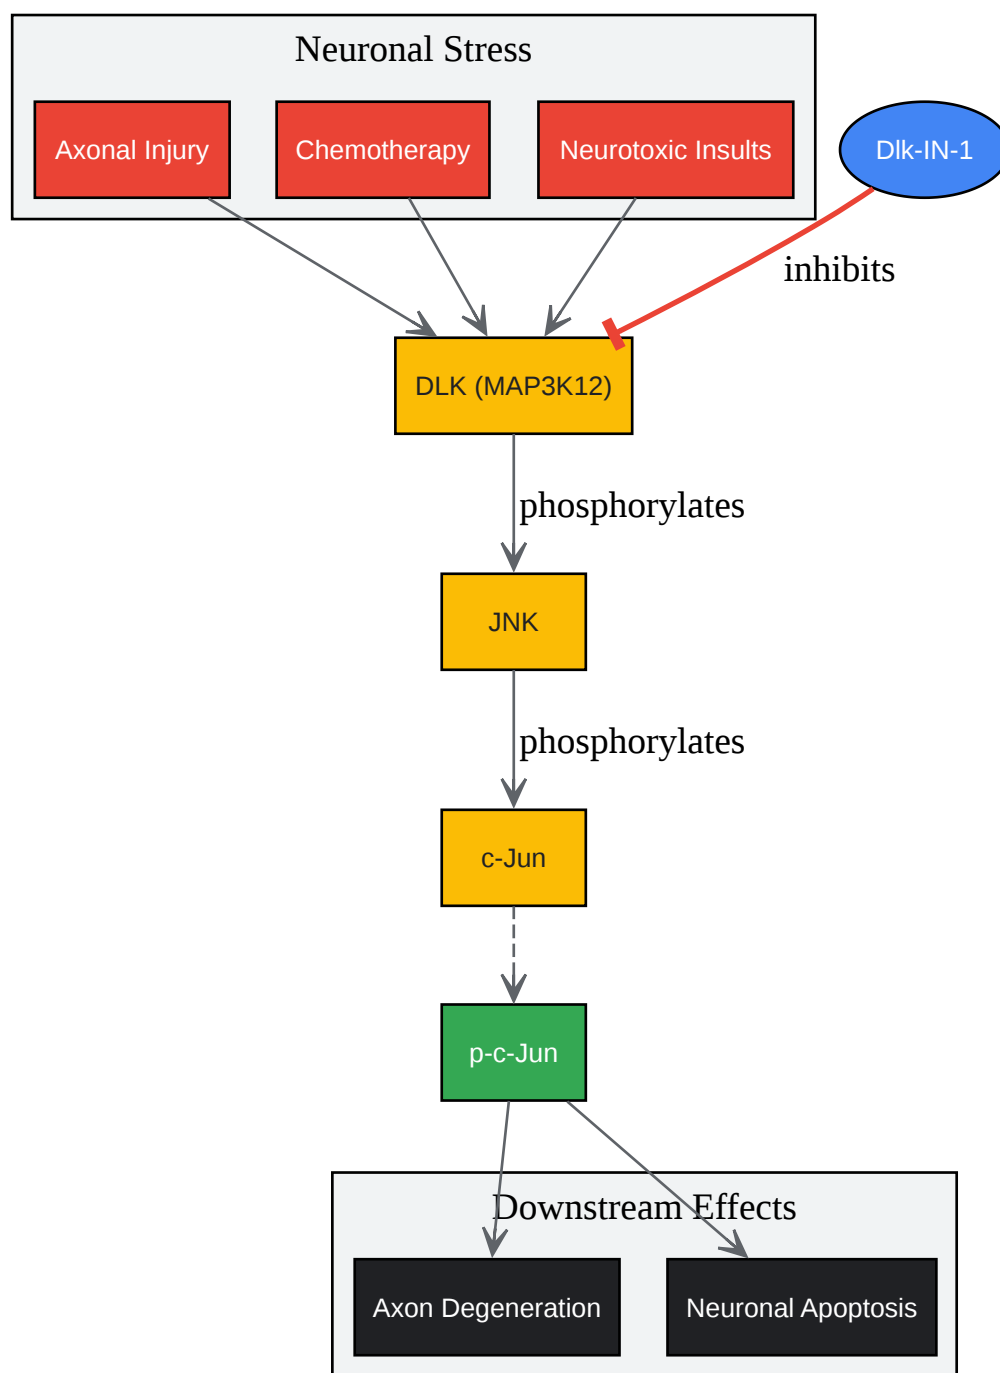 Neuronal Stress
Axonal Injury
Chemotherapy
Neurotoxic Insults
Dlk-IN-1
inhibits
DLK (MAP3K12)
phosphorylates
JNK
phosphorylates
c-Jun
p-c-Jun
Downstream Effects
Axon Degeneration
Neuronal Apoptosis